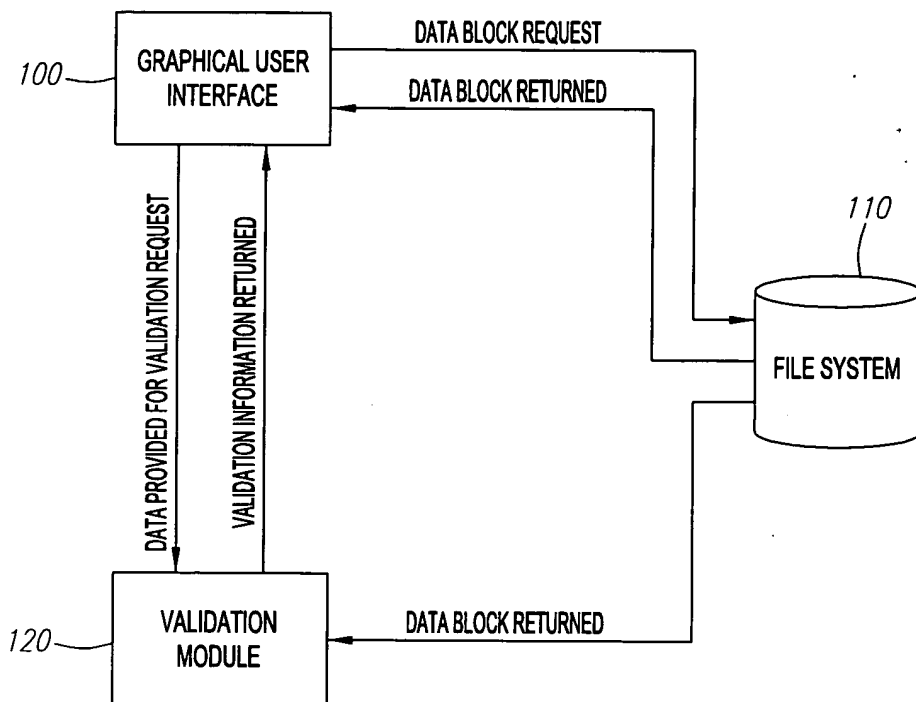 DATA BLOCK REQUEST
100
GRAPHICAL USER
INTERFACE
DATA BLOCK RETURNED
DATA PROVIDED FOR VALIDATION REQUEST
VALIDATION INFORMATION RETURNED
110
FILE SYSTEM
120
VALIDATION
MODULE
DATA BLOCK RETURNED